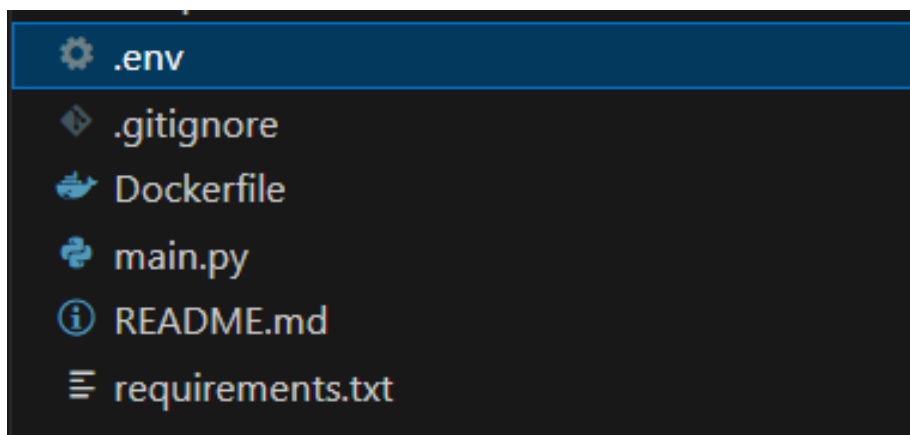 .env
.gitignore
Dockerfile
main.py
README.md
requirements.txt